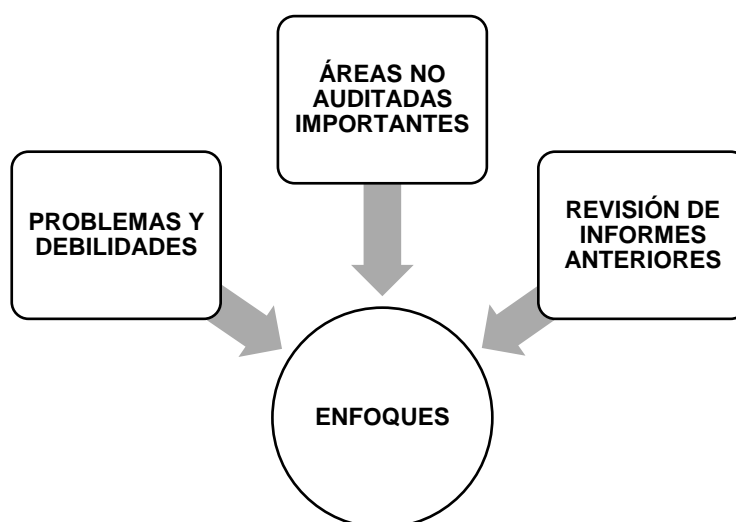 ÁREAS NO
AUDITADAS
IMPORTANTES
PROBLEMAS Y
DEBILIDADES
REVISIÓN DE
INFORMES
ANTERIORES
ENFOQUES